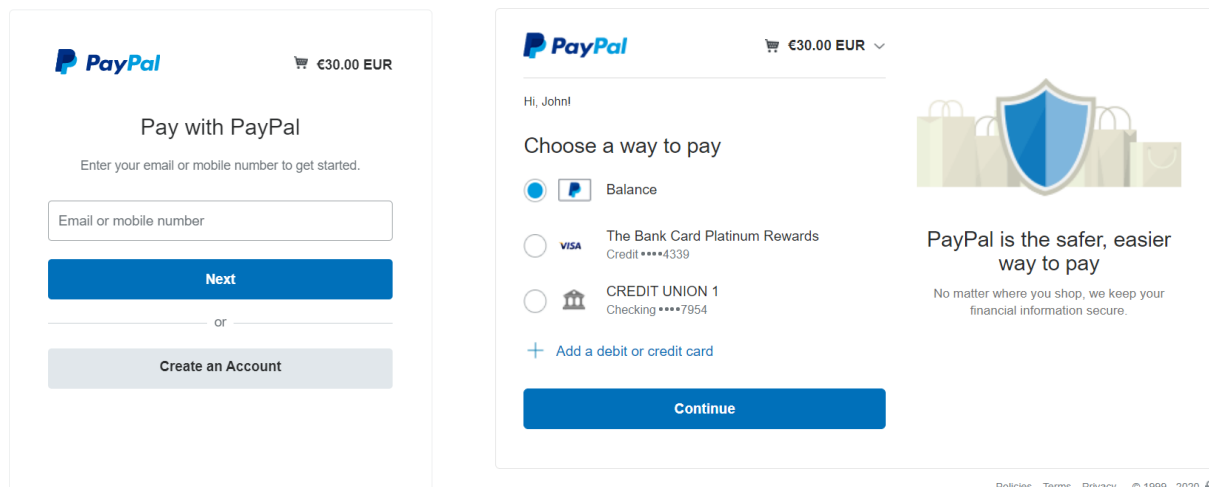 PayPal
€30.00 EUR
Pay with PayPal
Enter your email or mobile number to get started.
Email or mobile number
Next
or
Create an Account
PayPal
€30.00 EUR
Hi, John!
Choose a way to pay
Balance
VISA
The Bank Card Platinum Rewards
Credit ••••4339
CREDIT UNION 1
Checking ••••7954
Add a debit or credit card
Continue
PayPal is the safer, easier
way to pay
No matter where you shop, we keep your
financial information secure.
Policies Terms Privacy © 1999 - 2020